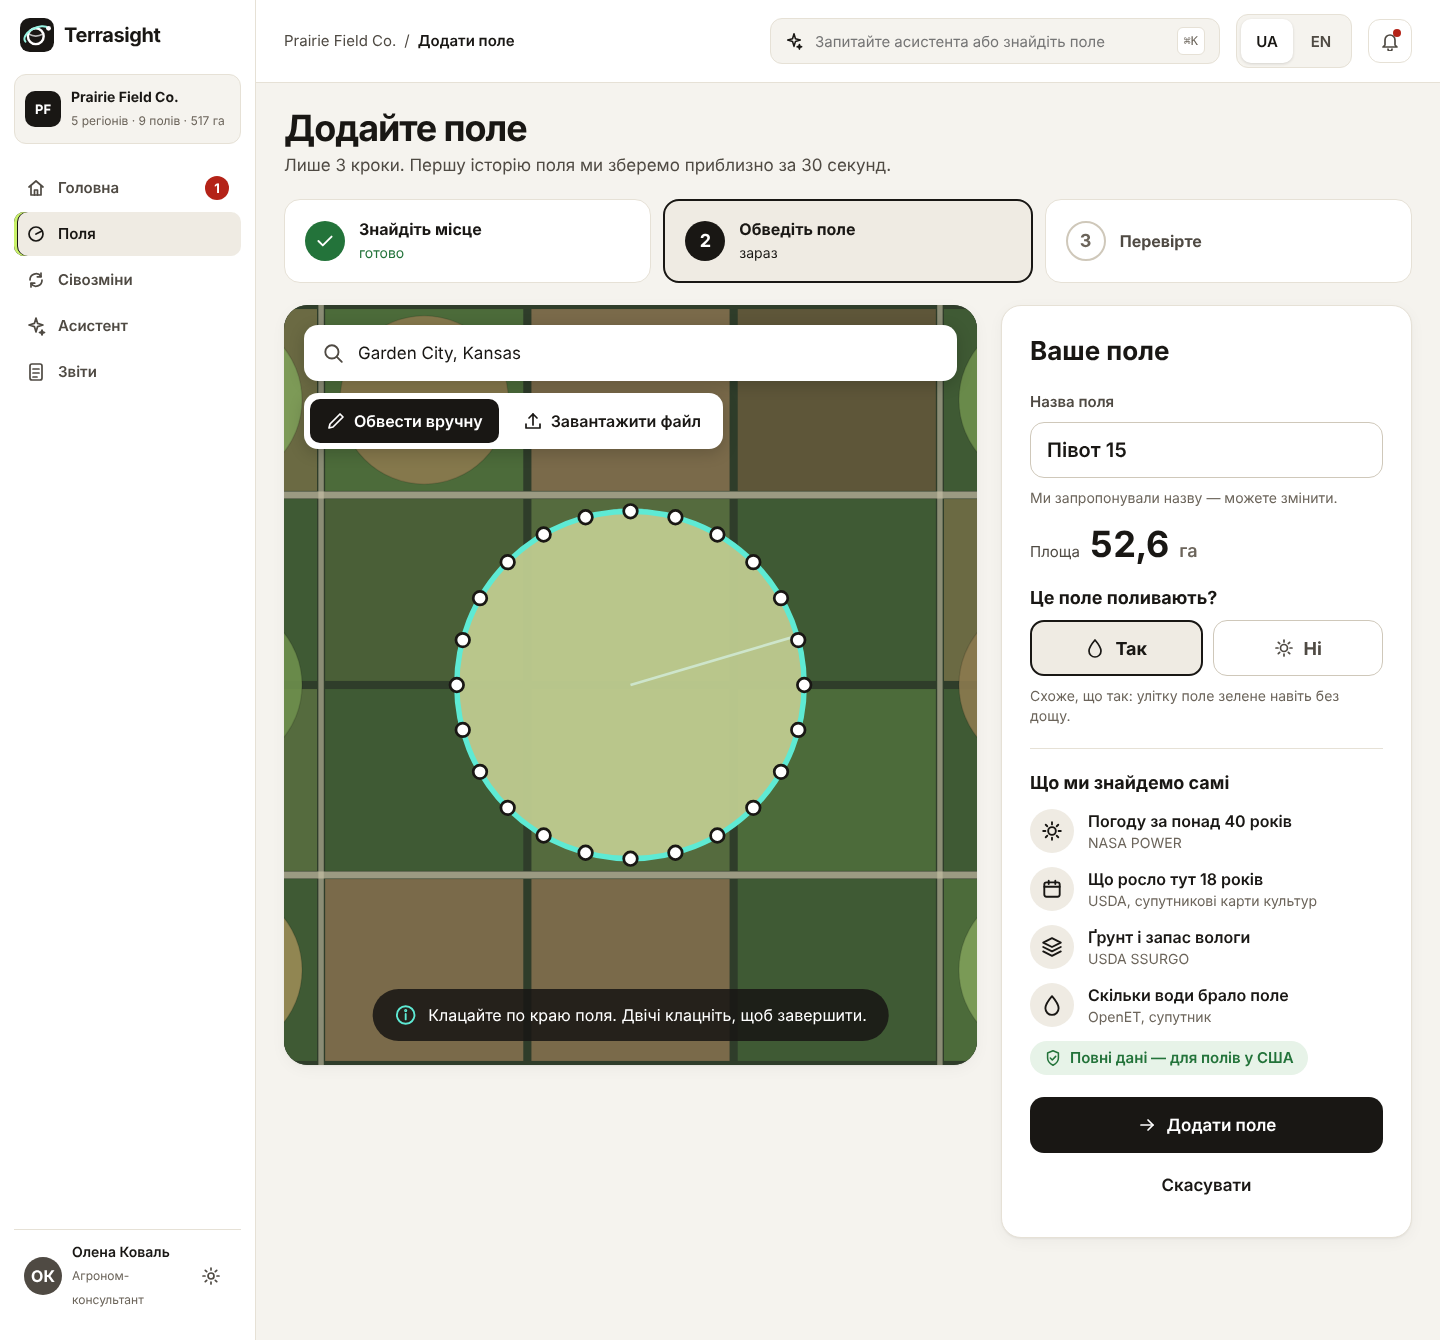 Terrasight
PF
Prairie Field Co.
5 регіонів · 9 полів · 517 га
Головна
1
Поля
Сівозміни
Асистент
Звіти
Олена Коваль
ОК
Агроном-
консультант
Prairie Field Co. / Додати поле
Запитайте асистента або знайдіть поле
⌘K
UA
EN
Додайте поле
Лише 3 кроки. Першу історію поля ми зберемо приблизно за 30 секунд.
Знайдіть місце
готово
2
Обведіть поле
зараз
3
Перевірте
Garden City, Kansas
Обвести вручну
Завантажити файл
Клацайте по краю поля. Двічі клацніть, щоб завершити.
Ваше поле
Назва поля
Півот 15
Ми запропонували назву — можете змінити.
Площа 52,6 га
Це поле поливають?
Так
Ні
Схоже, що так: улітку поле зелене навіть без
дощу.
Що ми знайдемо самі
Погоду за понад 40 років
NASA POWER
Що росло тут 18 років
USDA, супутникові карти культур
Ґрунт і запас вологи
USDA SSURGO
Скільки води брало поле
OpenET, супутник
Повні дані — для полів у США
Додати поле
Скасувати